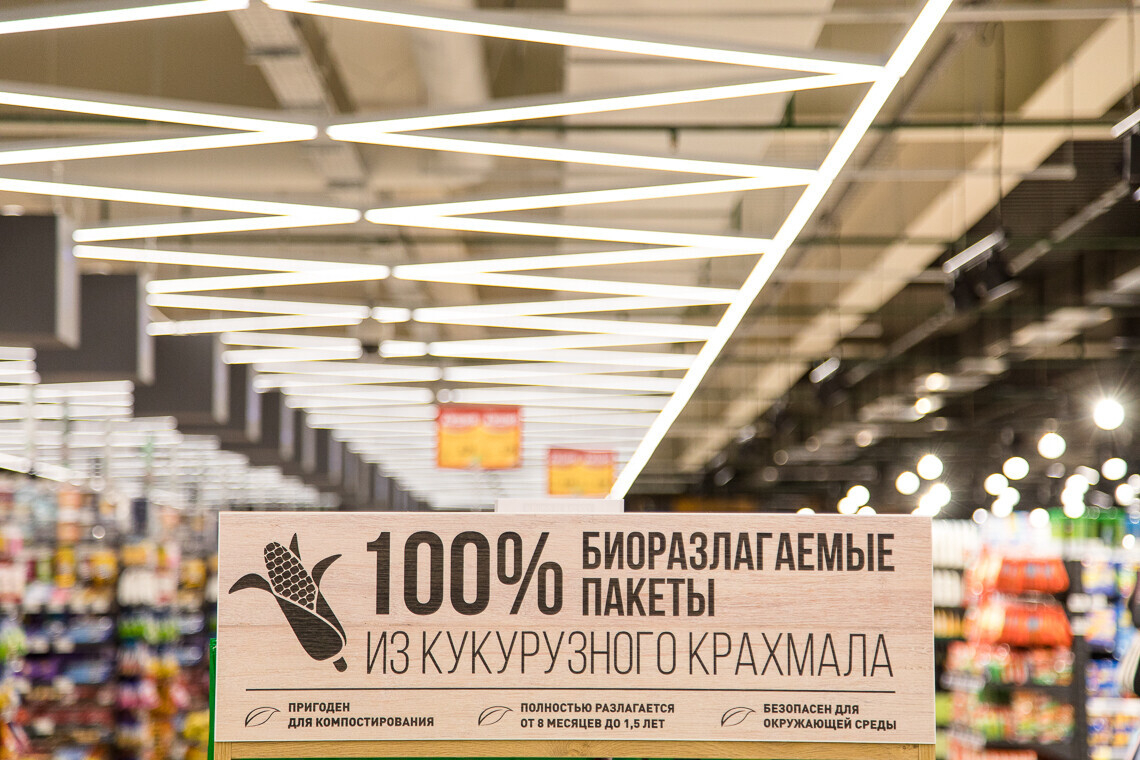 100% БИОРАЗЛАГАЕМЫЕ
ПАКЕТЫ
ИЗ КУКУРУЗНОГО КРАХМАЛА
ПРИГОДЕН
ДЛЯ КОМПОСТИРОВАНИЯ
ПОЛНОСТЬЮ РАЗЛАГАЕТСЯ
ОТ 8 МЕСЯЦЕВ ДО 1,5 ЛЕТ
БЕЗОПАСЕН ДЛЯ
ОКРУЖАЮЩЕЙ СРЕДЫ